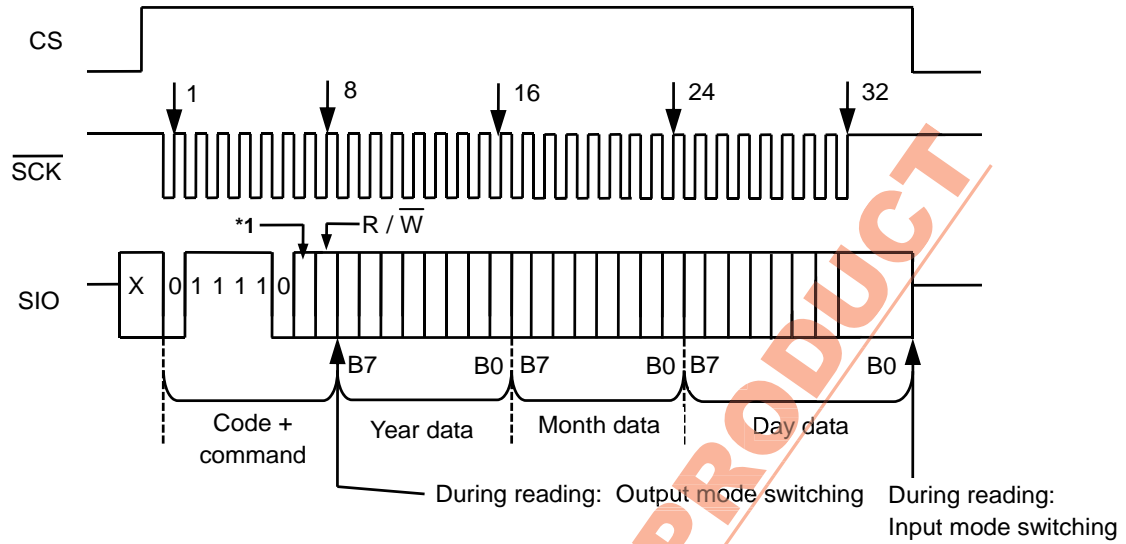 CS
1 8 16 24 32
SCK
*1 R / W
SIO X 0 1 1 1 1 0
B7 B0 B7 B0 B7 B0
Code +
command
Year data
Month data
Day data
During reading: Output mode switching
During reading:
Input mode switching
PRODUCT